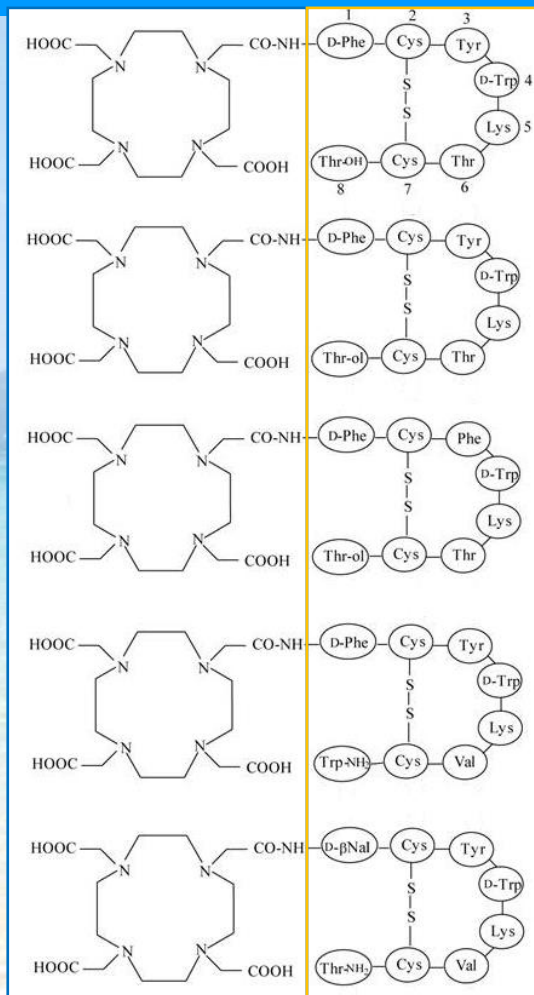 1 2 3
HOOC CO-NH D-Phe Cys Tyr
N N
S D-Trp 4
S Lys 5
N N
HOOC COOH Thr-OH Cys Thr
8 7 6
HOOC CO-NH D-Phe Cys Tyr
N N
S D-Trp
S Lys
N N
HOOC COOH Thr-ol Cys Thr
HOOC CO-NH D-Phe Cys Phe
N N
S D-Trp
S Lys
N N
HOOC COOH Thr-ol Cys Thr
HOOC CO-NH D-Phe Cys Tyr
N N
S D-Trp
S Lys
N N
HOOC COOH Trp-NH₂ Cys Val
HOOC CO-NH D-βNal Cys Tyr
N N
S D-Trp
S Lys
N N
HOOC COOH Thr-NH₂ Cys Val